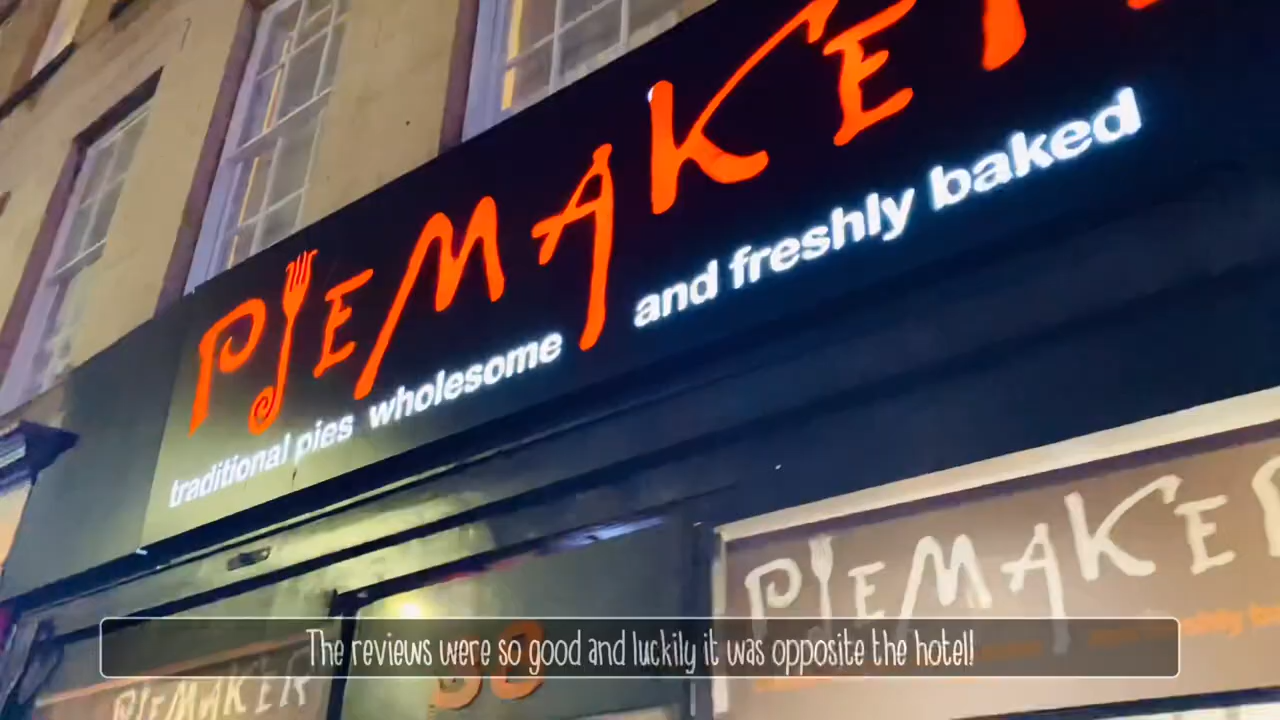 PIEMAKER
traditional pies wholesome and freshly baked
PIEMAKER
PIEMAKER
The reviews were so good and luckily it was opposite the hotel!